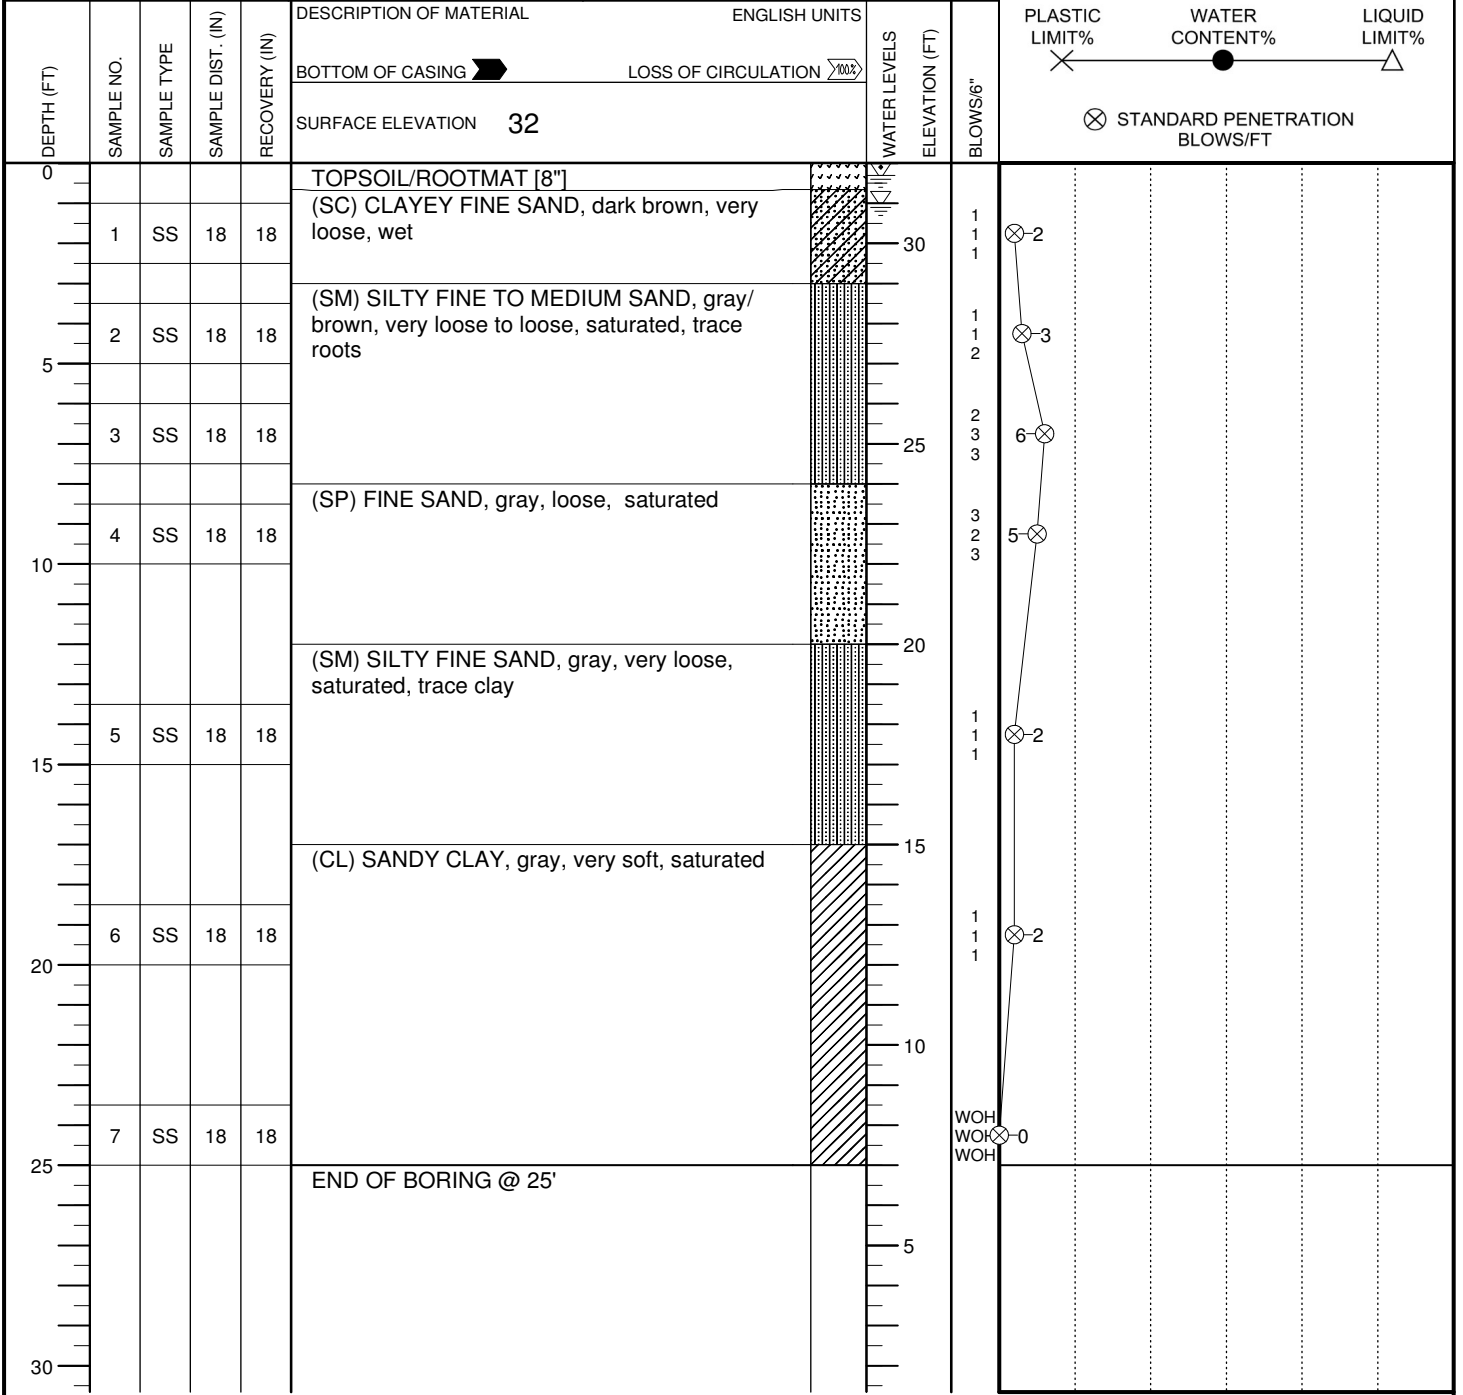 DEPTH (FT)
SAMPLE NO.
SAMPLE TYPE
SAMPLE DIST. (IN)
RECOVERY (IN)
DESCRIPTION OF MATERIAL ENGLISH UNITS
BOTTOM OF CASING LOSS OF CIRCULATION 100%
SURFACE ELEVATION 32
WATER LEVELS
ELEVATION (FT)
BLOWS/6"
PLASTIC WATER LIQUID
LIMIT% CONTENT% LIMIT%
STANDARD PENETRATION
BLOWS/FT
0
TOPSOIL/ROOTMAT [8"]
(SC) CLAYEY FINE SAND, dark brown, very
loose, wet
1 SS 18 18
30
1
1
1
2
(SM) SILTY FINE TO MEDIUM SAND, gray/
brown, very loose to loose, saturated, trace
roots
2 SS 18 18
1
1
2
3
5
3 SS 18 18
25
2
3
3
6
(SP) FINE SAND, gray, loose, saturated
4 SS 18 18
3
2
3
5
10
20
(SM) SILTY FINE SAND, gray, very loose,
saturated, trace clay
5 SS 18 18
1
1
1
2
15
15
(CL) SANDY CLAY, gray, very soft, saturated
6 SS 18 18
1
1
1
2
20
10
7 SS 18 18
WOH
WOH
WOH
0
25
END OF BORING @ 25'
5
30